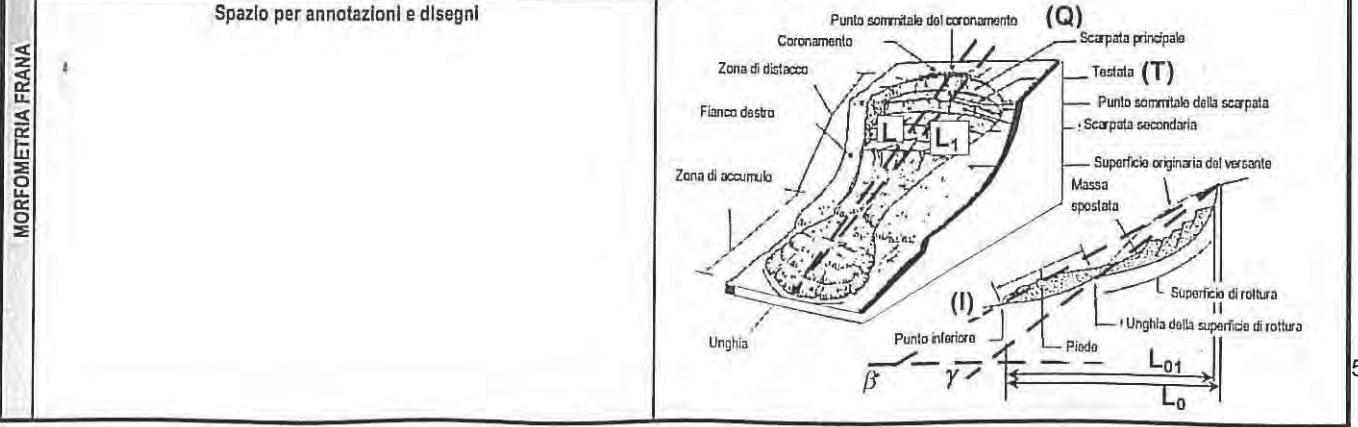 MORFOMETRIA FRANA
Spazio per annotazioni e disegni
Punto sommitale del coronamento (Q)
Coronamento
Scarpata principale
Zona di distacco
Testata (T)
Punto sommitale della scarpata
Fianco destro
Scarpata secondaria
L
L1
Superficie originaria del versante
Zona di accumulo
Massa
spostata
(I)
Superficie di rottura
Unghia della superficie di rottura
Unghia
Punto inferiore
Piede
β
γ
L01
L0
5